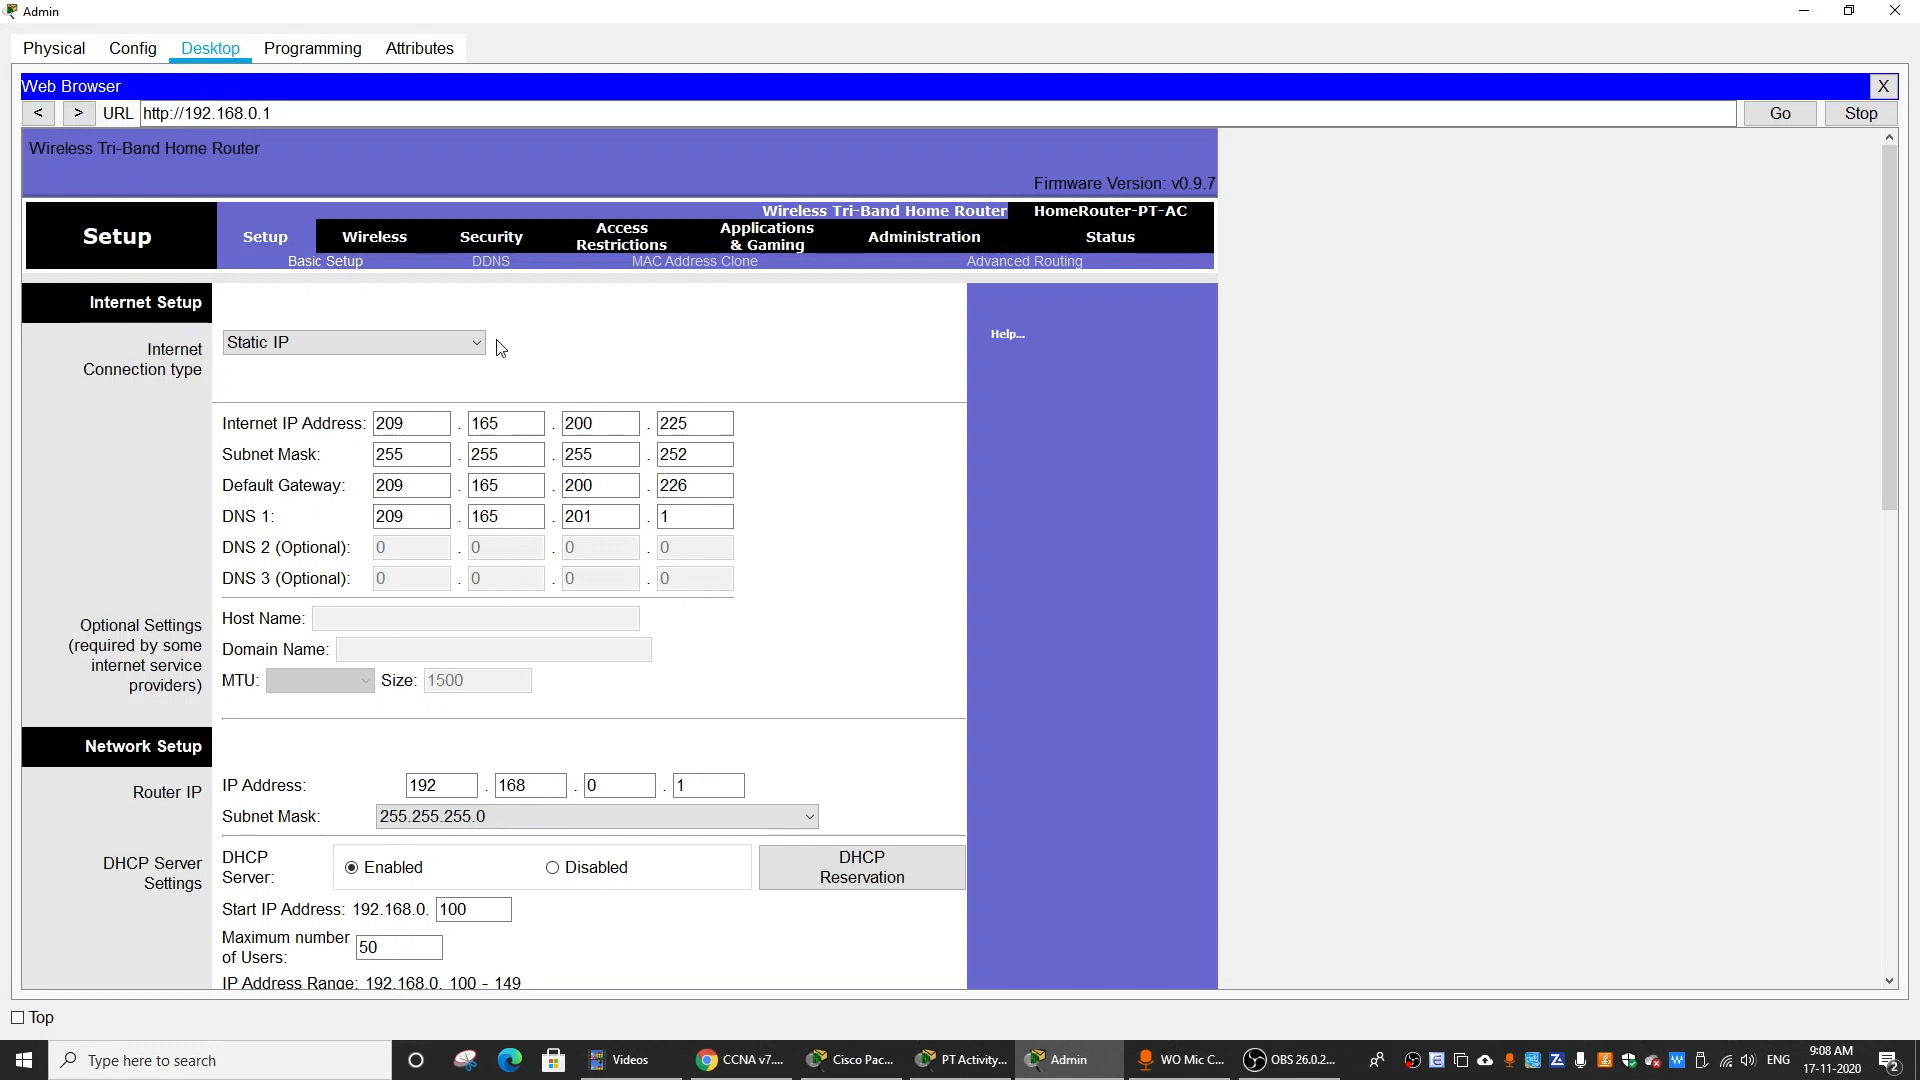 Admin
Physical Config Desktop Programming Attributes
Web Browser X
< > URL http://192.168.0.1 Go Stop
Wireless Tri-Band Home Router
Firmware Version: v0.9.7
Wireless Tri-Band Home Router HomeRouter-PT-AC
Setup
Setup Wireless Security Access Restrictions Applications & Gaming Administration Status
Basic Setup DDNS MAC Address Clone Advanced Routing
Internet Setup
Help...
Internet
Connection type
Static IP
Internet IP Address: 209 . 165 . 200 . 225
Subnet Mask: 255 . 255 . 255 . 252
Default Gateway: 209 . 165 . 200 . 226
DNS 1: 209 . 165 . 201 . 1
DNS 2 (Optional): 0 . 0 . 0 . 0
DNS 3 (Optional): 0 . 0 . 0 . 0
Optional Settings
(required by some
internet service
providers)
Host Name:
Domain Name:
MTU: Size: 1500
Network Setup
Router IP
IP Address: 192 . 168 . 0 . 1
Subnet Mask: 255.255.255.0
DHCP Server
Settings
DHCP
Server:
Enabled Disabled
DHCP
Reservation
Start IP Address: 192.168.0. 100
Maximum number
of Users:
50
IP Address Range: 192.168.0. 100 - 149
Top
Type here to search
Videos
CCNA v7....
Cisco Pac...
PT Activity...
Admin
WO Mic C...
OBS 26.0.2...
ENG
9:08 AM
17-11-2020
2